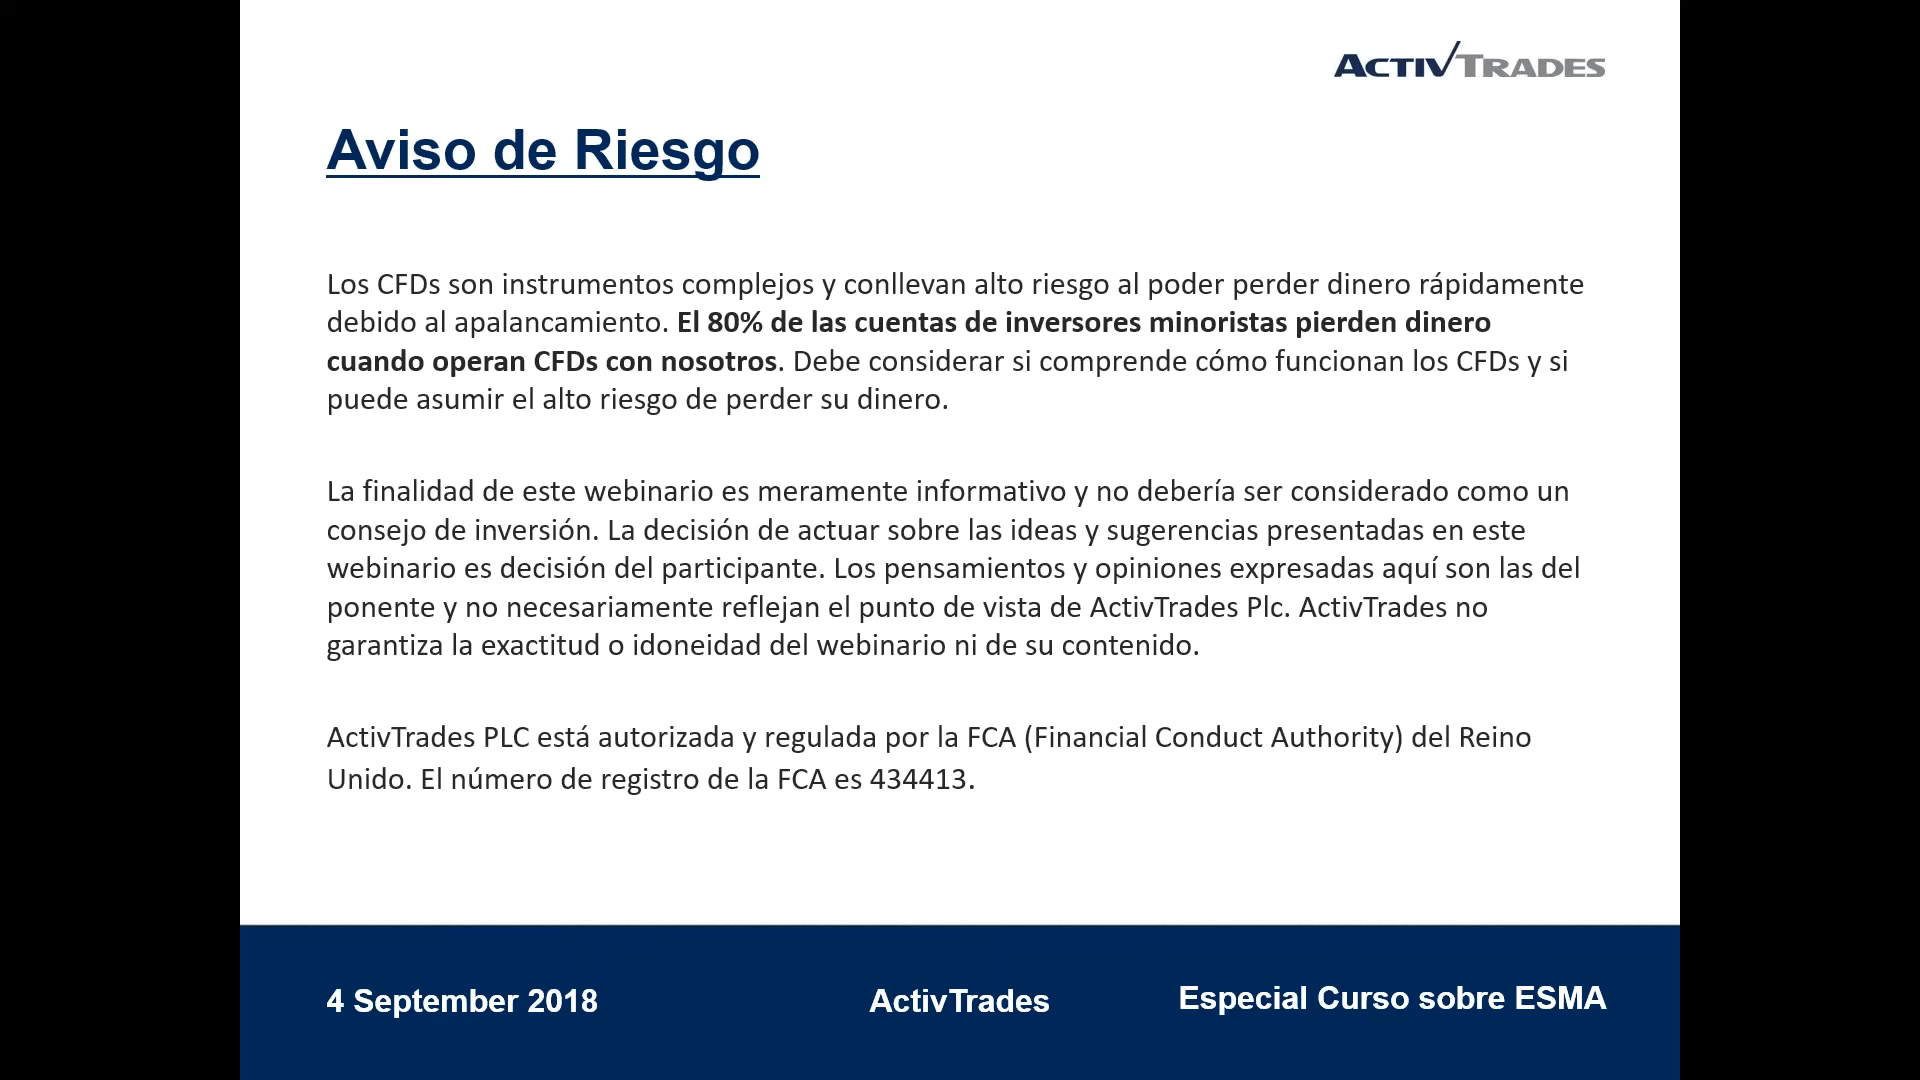 ACTIVTRADES
Aviso de Riesgo
Los CFDs son instrumentos complejos y conllevan alto riesgo al poder perder dinero rápidamente
debido al apalancamiento. El 80% de las cuentas de inversores minoristas pierden dinero
cuando operan CFDs con nosotros. Debe considerar si comprende cómo funcionan los CFDs y si
puede asumir el alto riesgo de perder su dinero.
La finalidad de este webinario es meramente informativo y no debería ser considerado como un
consejo de inversión. La decisión de actuar sobre las ideas y sugerencias presentadas en este
webinario es decisión del participante. Los pensamientos y opiniones expresadas aquí son las del
ponente y no necesariamente reflejan el punto de vista de ActivTrades Plc. ActivTrades no
garantiza la exactitud o idoneidad del webinario ni de su contenido.
ActivTrades PLC está autorizada y regulada por la FCA (Financial Conduct Authority) del Reino
Unido. El número de registro de la FCA es 434413.
4 September 2018
ActivTrades
Especial Curso sobre ESMA